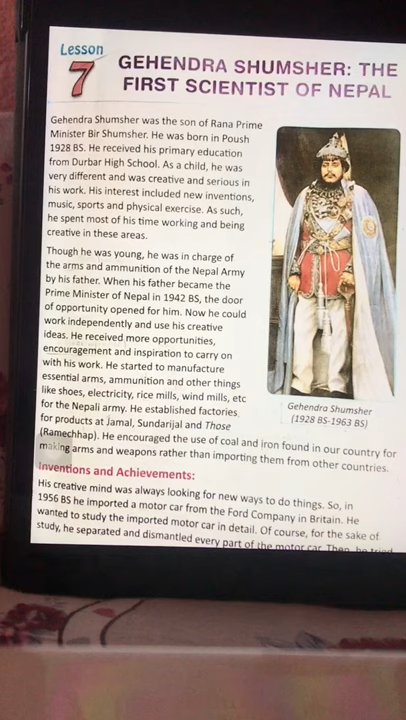 Lesson
7
GEHENDRA SHUMSHER: THE
FIRST SCIENTIST OF NEPAL
Gehendra Shumsher was the son of Rana Prime
Minister Bir Shumsher. He was born in Poush
1928 BS. He received his primary education
from Durbar High School. As a child, he was
very different and was creative and serious in
his work. His interest included new inventions,
music, sports and physical exercise. As such,
he spent most of his time working and being
creative in these areas.
Though he was young, he was in charge of
the arms and ammunition of the Nepal Army
by his father. When his father became the
Prime Minister of Nepal in 1942 BS, the door
of opportunity opened for him. Now he could
work independently and use his creative
ideas. He received more opportunities,
encouragement and inspiration to carry on
with his work. He started to manufacture
essential arms, ammunition and other things
like shoes, electricity, rice mills, wind mills, etc
for the Nepali army. He established factories
for products at Jamal, Sundarijal and Those
(Ramechhap). He encouraged the use of coal and iron found in our country for
making arms and weapons rather than importing them from other countries.
Gehendra Shumsher
(1928 BS-1963 BS)
Inventions and Achievements:
His creative mind was always looking for new ways to do things. So, in
1956 BS he imported a motor car from the Ford Company in Britain. He
wanted to study the imported motor car in detail. Of course, for the sake of
study, he separated and dismantled every part of the motor car. Then, he tried